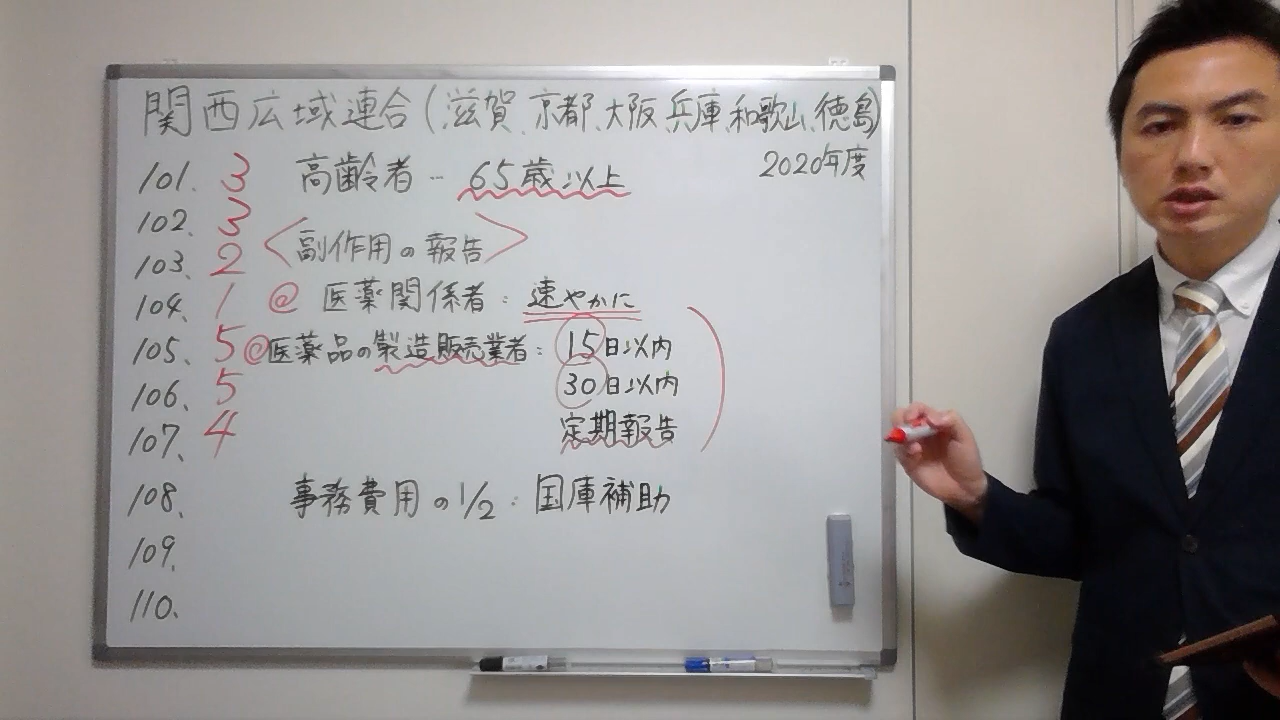 関西広域連合(滋賀、京都、大阪、兵庫、和歌山、徳島)
2020年度
101. 3 高齢者… 65歳以上
102. 3
<副作用の報告>
103. 2
104. 1 @ 医薬関係者: 速やかに
105. 5 @医薬品の製造販売業者: 15日以内
106. 5 30日以内
107. 4 定期報告
108. 事務費用の1/2: 国庫補助
109.
110.